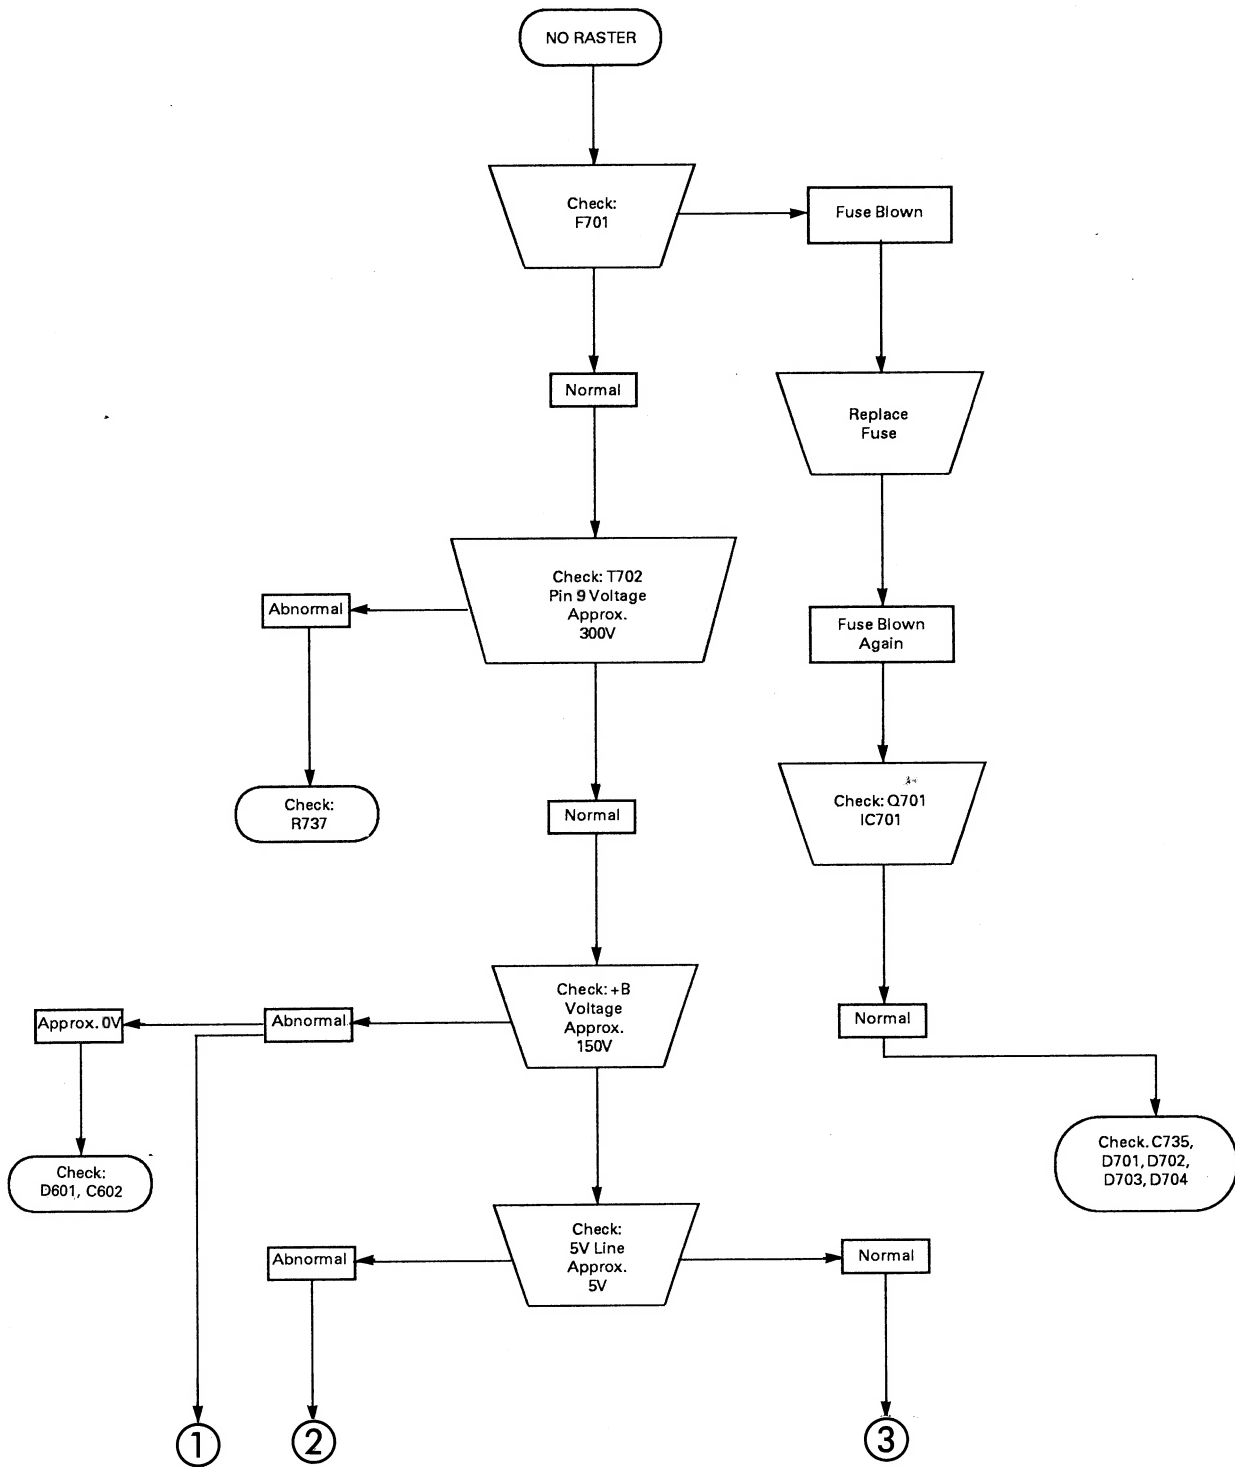 NO RASTER
Check:
F701
Fuse Blown
Normal
Replace
Fuse
Check: T702
Pin 9 Voltage
Approx.
300V
Abnormal
Fuse Blown
Again
Check:
R737
Normal
Check: Q701
IC701
Check: +B
Voltage
Approx.
150V
Abnormal
Approx. 0V
Normal
Check:
D601, C602
Check. C735,
D701, D702,
D703, D704
Check:
5V Line
Approx.
5V
Abnormal
Normal
1
2
3